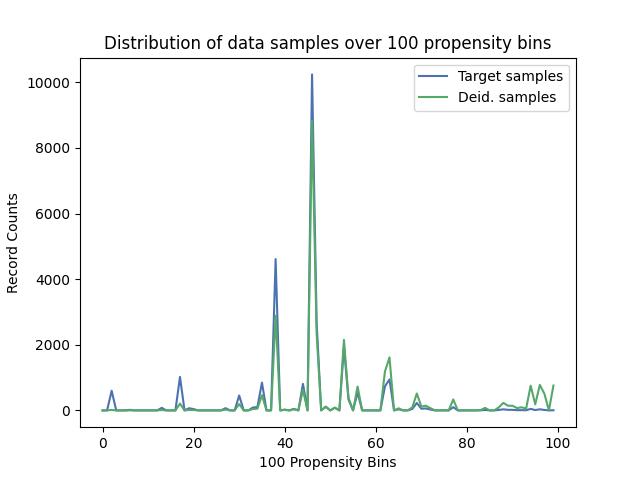 Distribution of data samples over 100 propensity bins
Target samples
Deid. samples
10000
8000
6000
4000
2000
0
Record Counts
0 20 40 60 80 100
100 Propensity Bins